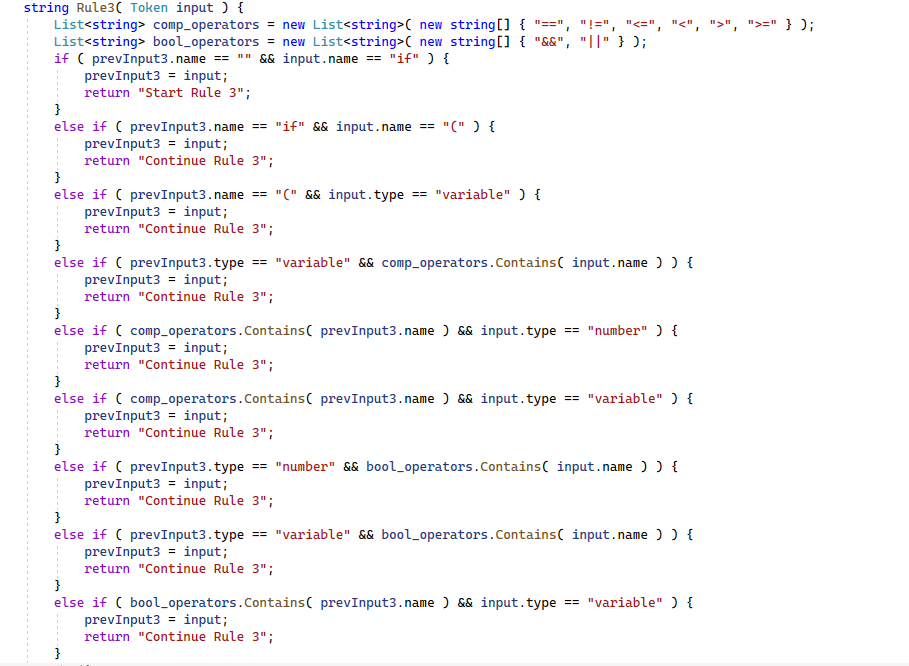 string Rule3( Token input ) {
List<string> comp_operators = new List<string>( new string[] { "==", "!=", "<=", "<", ">", ">=" } );
List<string> bool_operators = new List<string>( new string[] { "&&", "||" } );
if ( prevInput3.name == "" && input.name == "if" ) {
prevInput3 = input;
return "Start Rule 3";
}
else if ( prevInput3.name == "if" && input.name == "(" ) {
prevInput3 = input;
return "Continue Rule 3";
}
else if ( prevInput3.name == "(" && input.type == "variable" ) {
prevInput3 = input;
return "Continue Rule 3";
}
else if ( prevInput3.type == "variable" && comp_operators.Contains( input.name ) ) {
prevInput3 = input;
return "Continue Rule 3";
}
else if ( comp_operators.Contains( prevInput3.name ) && input.type == "number" ) {
prevInput3 = input;
return "Continue Rule 3";
}
else if ( comp_operators.Contains( prevInput3.name ) && input.type == "variable" ) {
prevInput3 = input;
return "Continue Rule 3";
}
else if ( prevInput3.type == "number" && bool_operators.Contains( input.name ) ) {
prevInput3 = input;
return "Continue Rule 3";
}
else if ( prevInput3.type == "variable" && bool_operators.Contains( input.name ) ) {
prevInput3 = input;
return "Continue Rule 3";
}
else if ( bool_operators.Contains( prevInput3.name ) && input.type == "variable" ) {
prevInput3 = input;
return "Continue Rule 3";
}